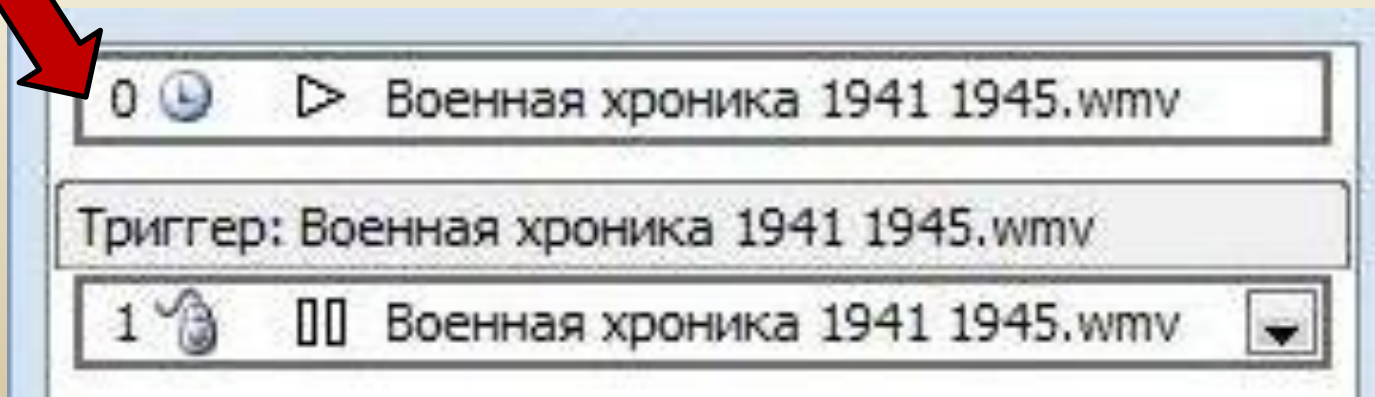 0 Военная хроника 1941 1945.wmv
Триггер: Военная хроника 1941 1945.wmv
1 Военная хроника 1941 1945.wmv